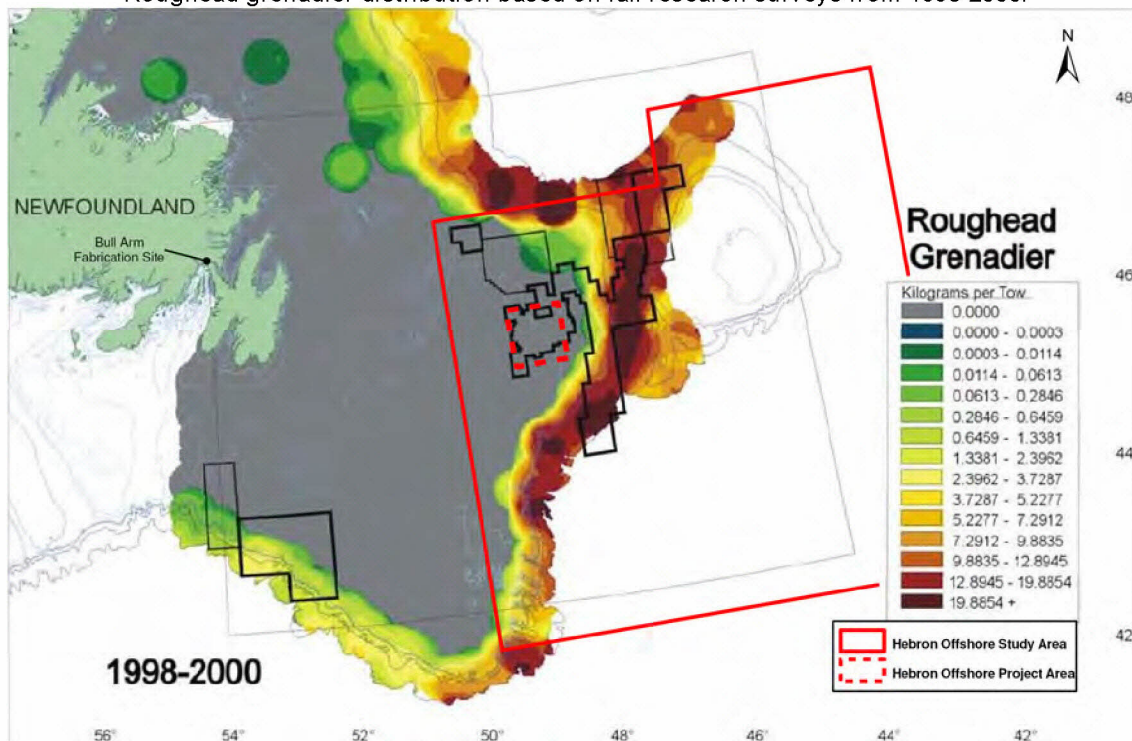 N
48
NEWFOUNDLAND
Bull Arm
Fabrication Site
46
44
42
Roughead
Grenadier
Kilograms per Tow
0.0000
0.0000 - 0.0003
0.0003 - 0.0114
0.0114 - 0.0613
0.0613 - 0.2846
0.2846 - 0.6459
0.6459 - 1.3381
1.3381 - 2.3962
2.3962 - 3.7287
3.7287 - 5.2277
5.2277 - 7.2912
7.2912 - 9.8835
9.8835 - 12.8945
12.8945 - 19.8854
19.8854 +
Hebron Offshore Study Area
Hebron Offshore Project Area
1998-2000
56° 54° 52° 50° 48° 46° 44° 42°